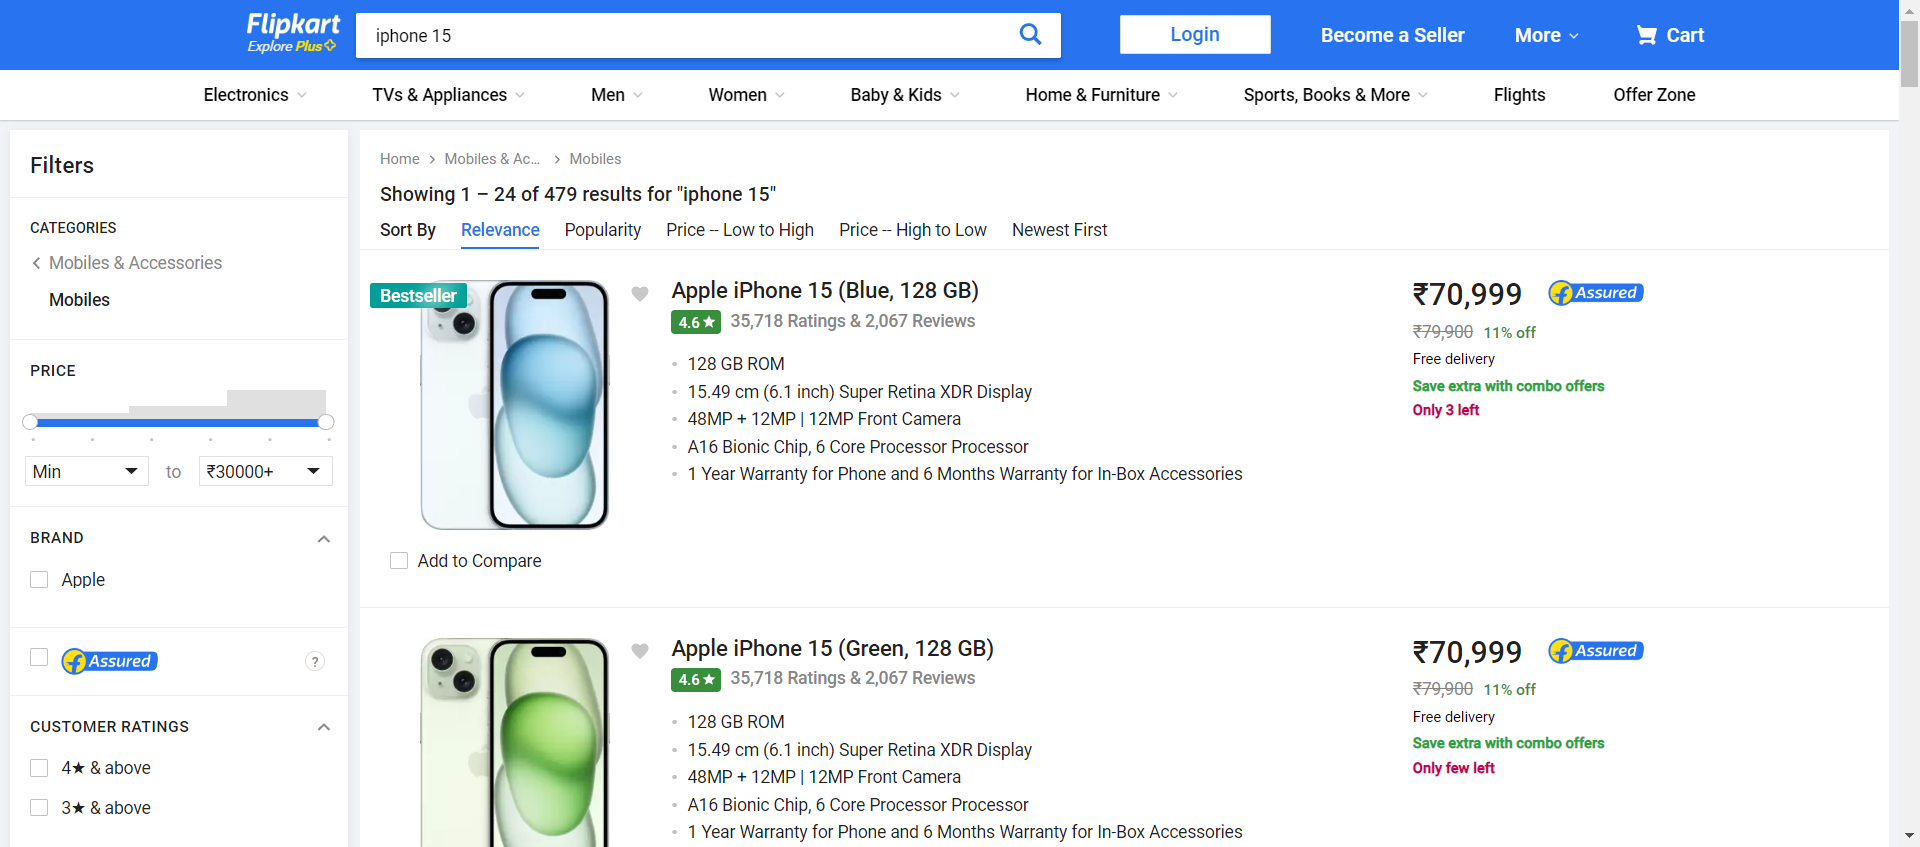 Flipkart
Explore Plus
iphone 15
Login
Become a Seller
More
Cart
Electronics
TVs & Appliances
Men
Women
Baby & Kids
Home & Furniture
Sports, Books & More
Flights
Offer Zone
Filters
CATEGORIES
Mobiles & Accessories
Mobiles
PRICE
Min
to
₹30000+
BRAND
Apple
Assured
?
CUSTOMER RATINGS
4★ & above
3★ & above
Home
Mobiles & Ac...
Mobiles
Showing 1 – 24 of 479 results for "iphone 15"
Sort By
Relevance
Popularity
Price -- Low to High
Price -- High to Low
Newest First
Bestseller
Add to Compare
Apple iPhone 15 (Blue, 128 GB)
4.6★ 35,718 Ratings & 2,067 Reviews
128 GB ROM
15.49 cm (6.1 inch) Super Retina XDR Display
48MP + 12MP | 12MP Front Camera
A16 Bionic Chip, 6 Core Processor Processor
1 Year Warranty for Phone and 6 Months Warranty for In-Box Accessories
₹70,999
Assured
₹79,900 11% off
Free delivery
Save extra with combo offers
Only 3 left
Apple iPhone 15 (Green, 128 GB)
4.6★ 35,718 Ratings & 2,067 Reviews
128 GB ROM
15.49 cm (6.1 inch) Super Retina XDR Display
48MP + 12MP | 12MP Front Camera
A16 Bionic Chip, 6 Core Processor Processor
1 Year Warranty for Phone and 6 Months Warranty for In-Box Accessories
₹70,999
Assured
₹79,900 11% off
Free delivery
Save extra with combo offers
Only few left